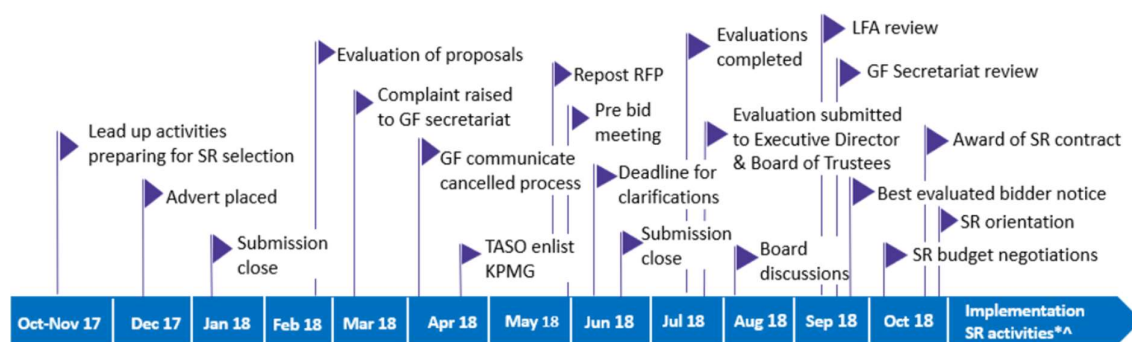 Lead up activities
preparing for SR selection
Advert placed
Submission
close
Evaluation of proposals
Complaint raised
to GF secretariat
GF communicate
cancelled process
TASO enlist
KPMG
Repost RFP
Pre bid
meeting
Deadline for
clarifications
Submission
close
Evaluations
completed
Evaluation submitted
to Executive Director
& Board of Trustees
Board
discussions
LFA review
GF Secretariat review
Best evaluated bidder notice
SR budget negotiations
Award of SR contract
SR orientation
Oct-Nov 17
Dec 17
Jan 18
Feb 18
Mar 18
Apr 18
May 18
Jun 18
Jul 18
Aug 18
Sep 18
Oct 18
Implementation
SR activities*^